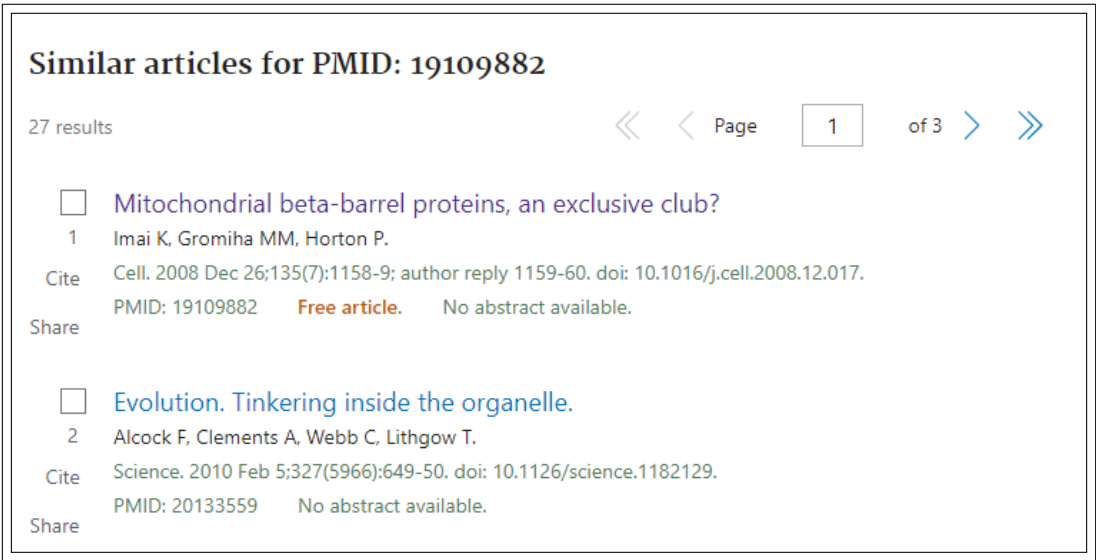 Similar articles for PMID: 19109882
27 results
Page 1 of 3
Mitochondrial beta-barrel proteins, an exclusive club?
1 Imai K, Gromiha MM, Horton P.
Cite Cell. 2008 Dec 26;135(7):1158-9; author reply 1159-60. doi: 10.1016/j.cell.2008.12.017.
PMID: 19109882 Free article. No abstract available.
Share
Evolution. Tinkering inside the organelle.
2 Alcock F, Clements A, Webb C, Lithgow T.
Cite Science. 2010 Feb 5;327(5966):649-50. doi: 10.1126/science.1182129.
PMID: 20133559 No abstract available.
Share